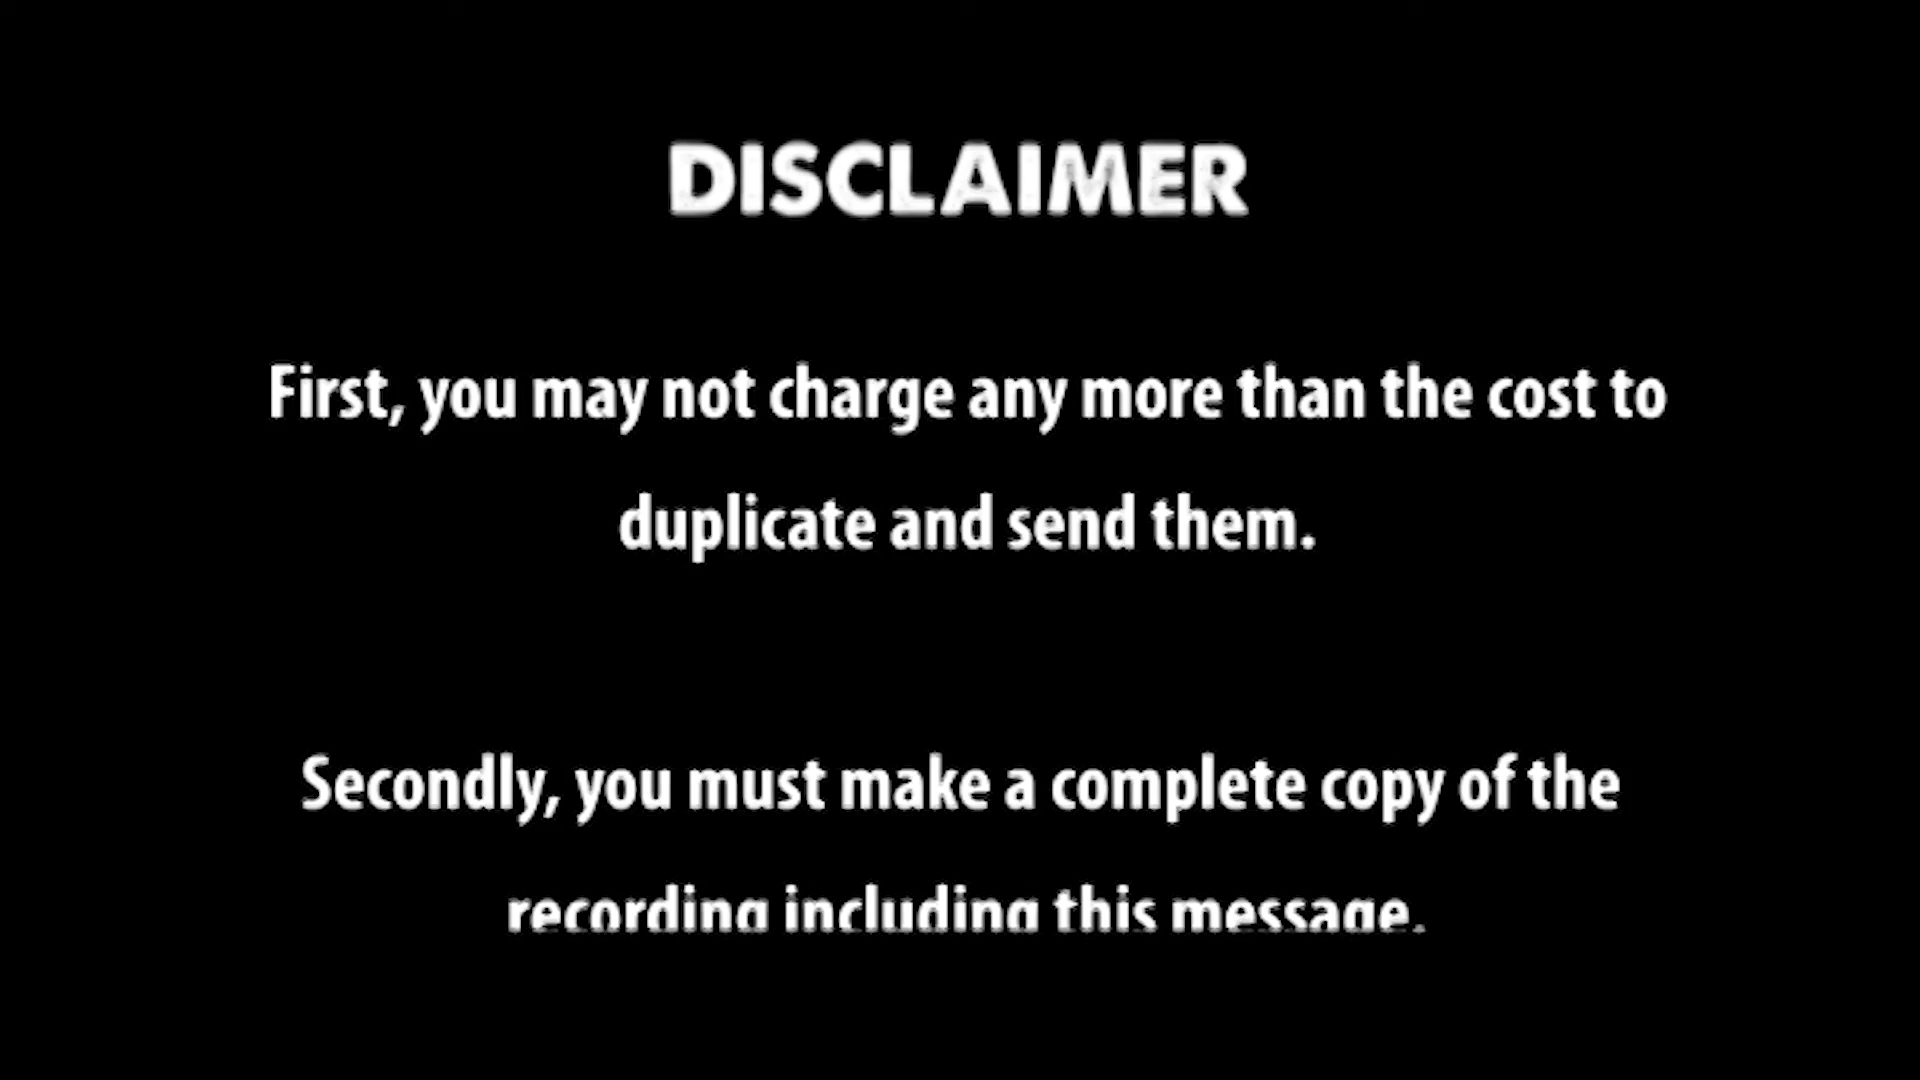 DISCLAIMER
First, you may not charge any more than the cost to
duplicate and send them.
Secondly, you must make a complete copy of the
recording including this message.